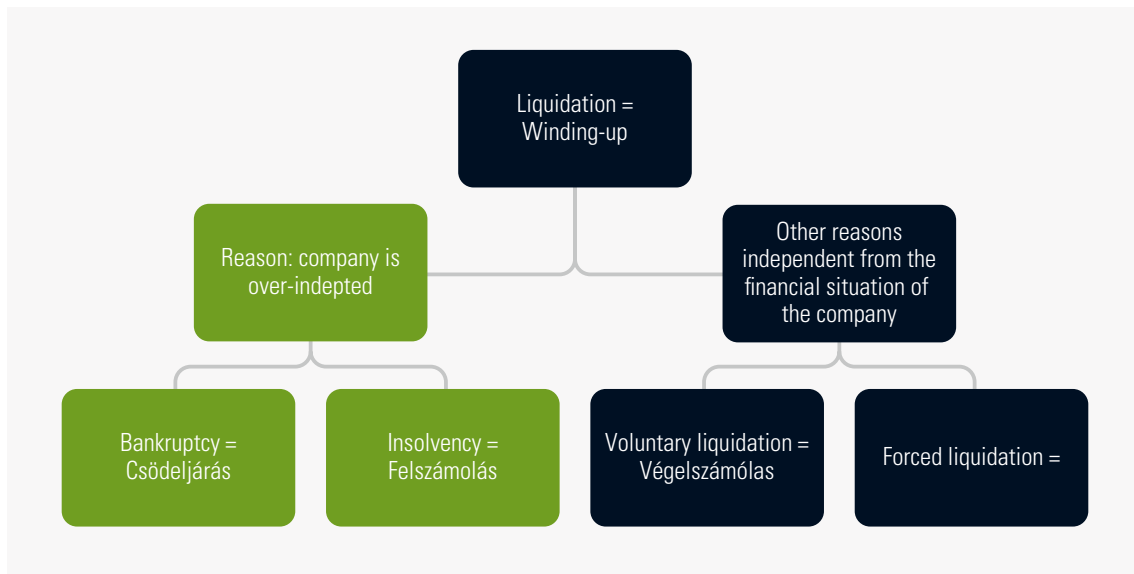 Liquidation =
Winding-up
Reason: company is
over-indepted
Other reasons
independent from the
financial situation of
the company
Bankruptcy =
Csödeljárás
Insolvency =
Felszámolás
Voluntary liquidation =
Végelszámólas
Forced liquidation =